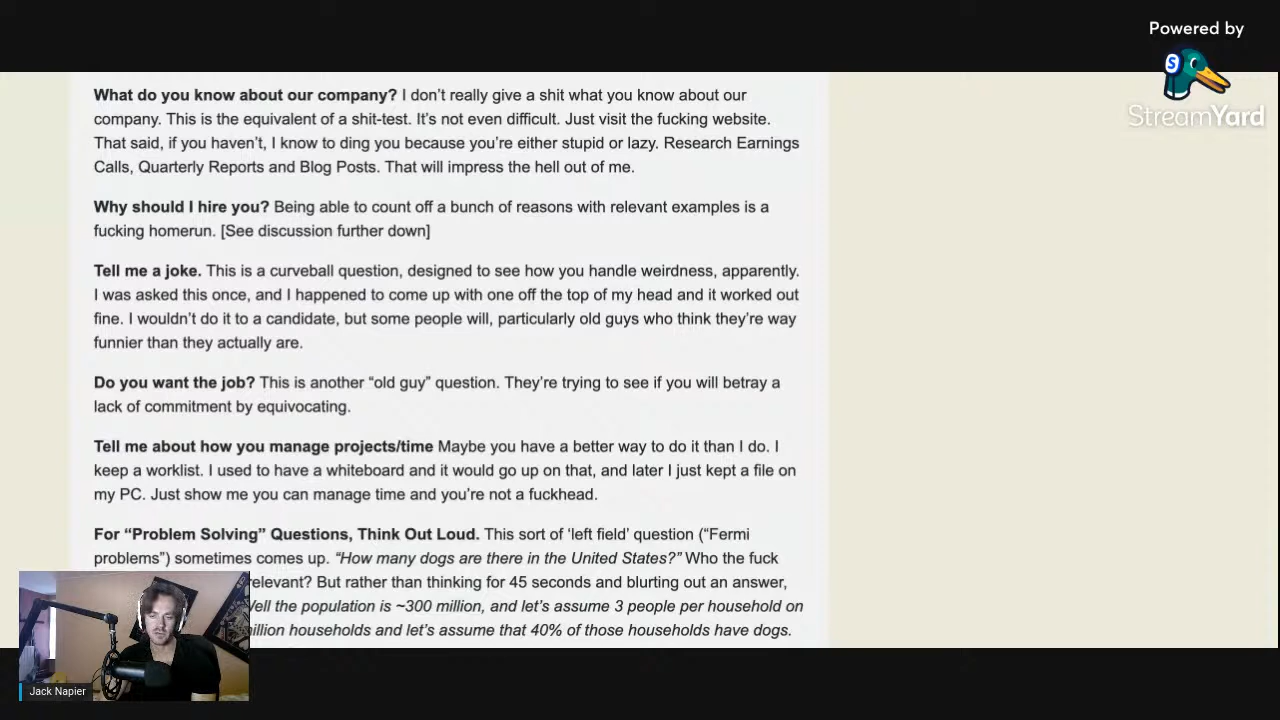 Powered by
StreamYard
What do you know about our company? I don’t really give a shit what you know about our
company. This is the equivalent of a shit-test. It’s not even difficult. Just visit the fucking website.
That said, if you haven’t, I know to ding you because you’re either stupid or lazy. Research Earnings
Calls, Quarterly Reports and Blog Posts. That will impress the hell out of me.
Why should I hire you? Being able to count off a bunch of reasons with relevant examples is a
fucking homerun. [See discussion further down]
Tell me a joke. This is a curveball question, designed to see how you handle weirdness, apparently.
I was asked this once, and I happened to come up with one off the top of my head and it worked out
fine. I wouldn’t do it to a candidate, but some people will, particularly old guys who think they’re way
funnier than they actually are.
Do you want the job? This is another “old guy” question. They’re trying to see if you will betray a
lack of commitment by equivocating.
Tell me about how you manage projects/time Maybe you have a better way to do it than I do. I
keep a worklist. I used to have a whiteboard and it would go up on that, and later I just kept a file on
my PC. Just show me you can manage time and you’re not a fuckhead.
For “Problem Solving” Questions, Think Out Loud. This sort of ‘left field’ question (“Fermi
problems”) sometimes comes up. “How many dogs are there in the United States?” Who the fuck
relevant? But rather than thinking for 45 seconds and blurting out an answer,
the population is ~300 million, and let’s assume 3 people per household on
households and let’s assume that 40% of those households have dogs.
Jack Napier